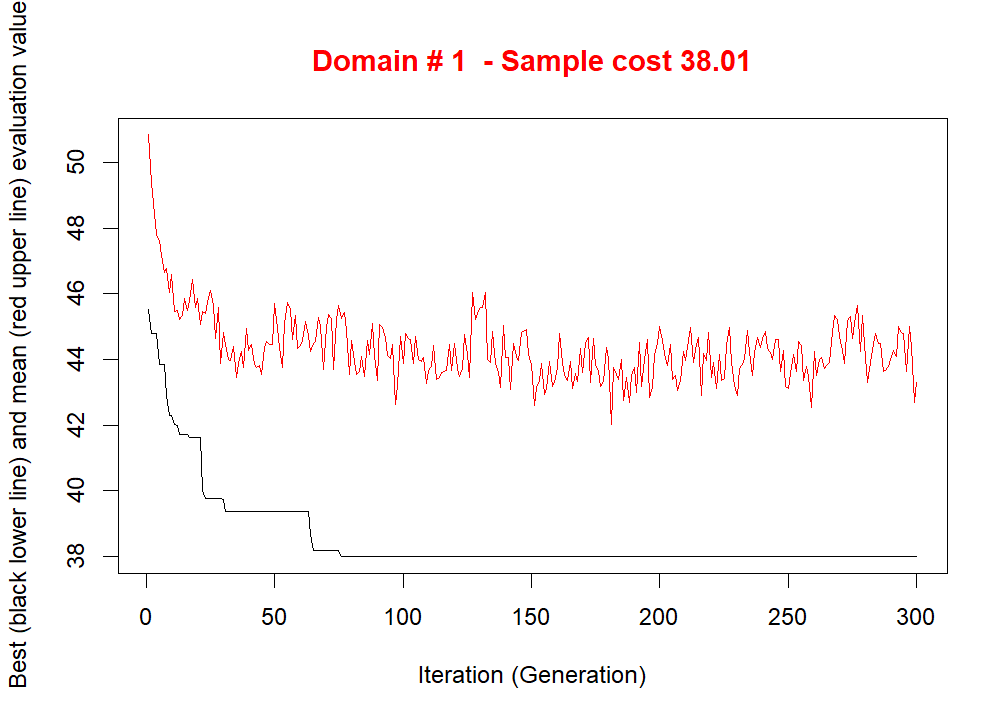 Domain # 1  - Sample cost 38.01
Best (black lower line) and mean (red upper line) evaluation value
50
48
46
44
42
40
38
0 50 100 150 200 250 300
Iteration (Generation)